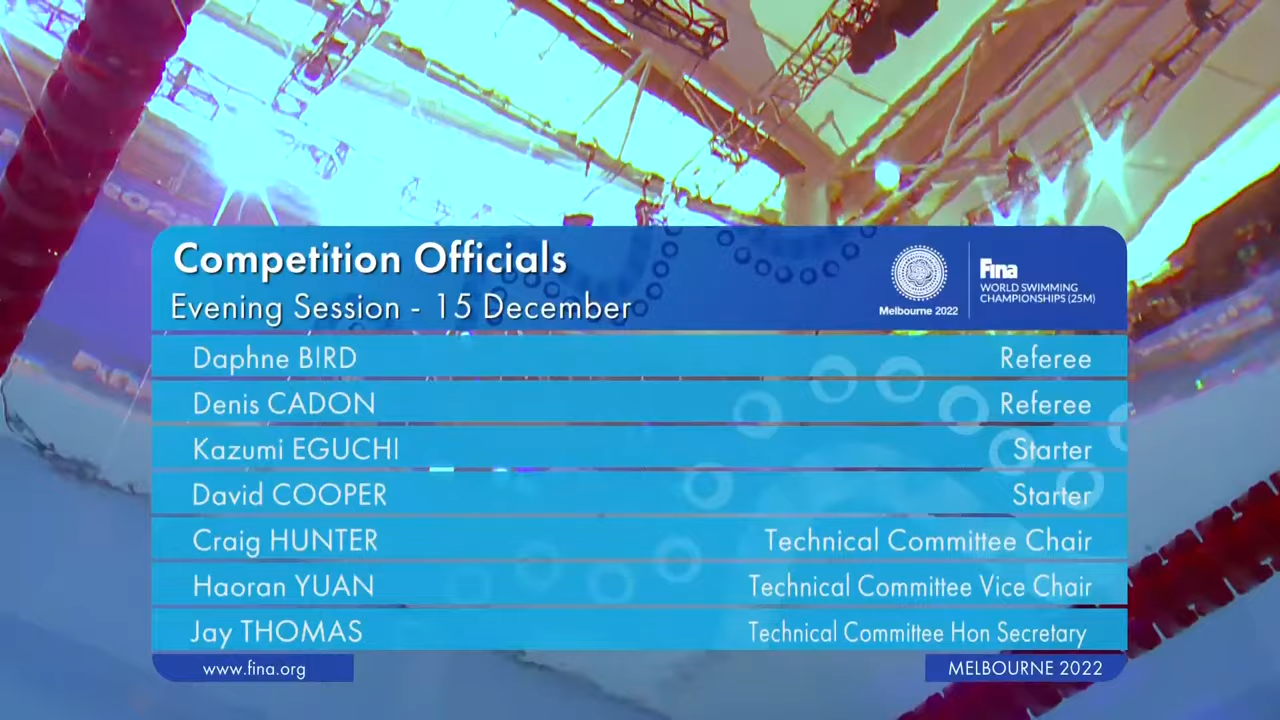 Competition Officials
Evening Session - 15 December
Melbourne 2022
Fina
WORLD SWIMMING
CHAMPIONSHIPS (25M)
Daphne BIRD Referee
Denis CADON Referee
Kazumi EGUCHI Starter
David COOPER Starter
Craig HUNTER Technical Committee Chair
Haoran YUAN Technical Committee Vice Chair
Jay THOMAS Technical Committee Hon Secretary
www.fina.org MELBOURNE 2022